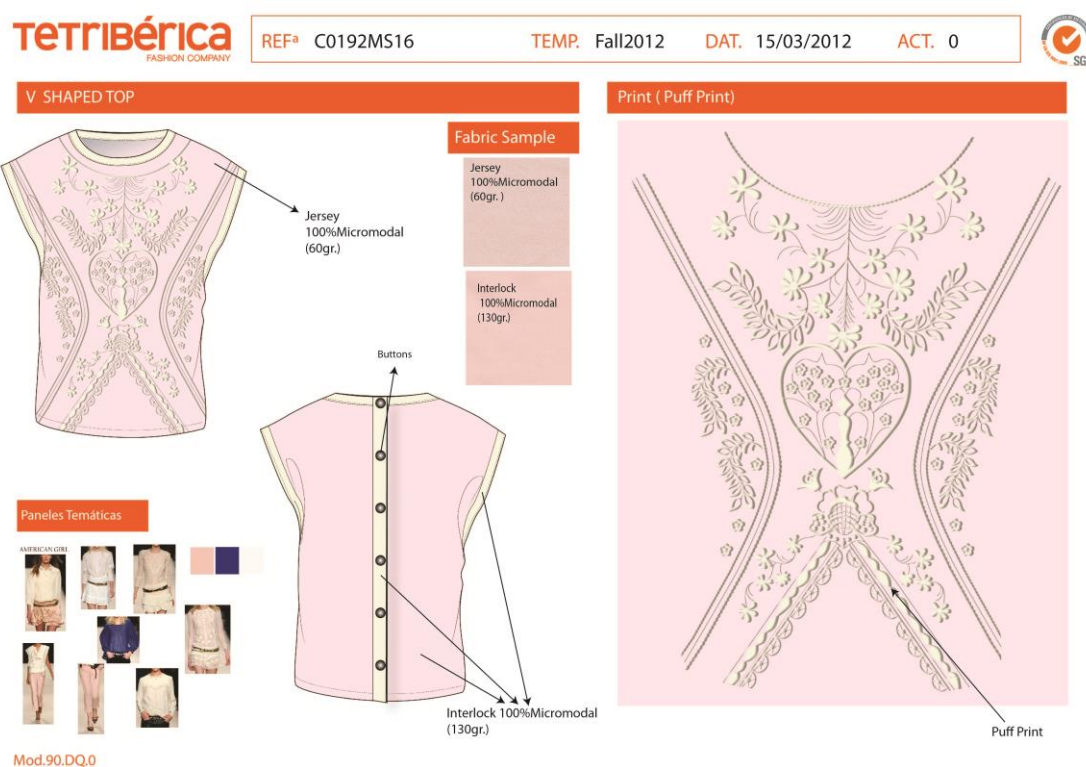 TETRIBérica
FASHION COMPANY
REFª C0192MS16 TEMP. Fall2012 DAT. 15/03/2012 ACT. 0
SG
V SHAPED TOP
Print ( Puff Print)
Fabric Sample
Jersey
100%Micromodal
(60gr. )
Jersey
100%Micromodal
(60gr.)
Interlock
100%Micromodal
(130gr.)
Buttons
Paneles Temáticas
AMERICAN GIRL
Interlock 100%Micromodal
(130gr.)
Puff Print
Mod.90.DQ.0